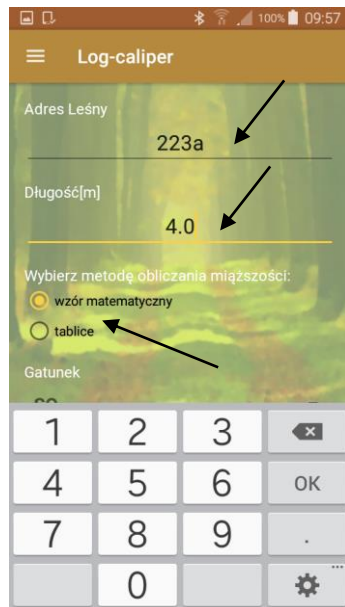 100% 09:57
Log-caliper
Adres Leśny
223a
Długość[m]
4.0
Wybierz metodę obliczania miąższości:
wzór matematyczny
tablice
Gatunek
1 2 3
4 5 6 OK
7 8 9 .
0 ...